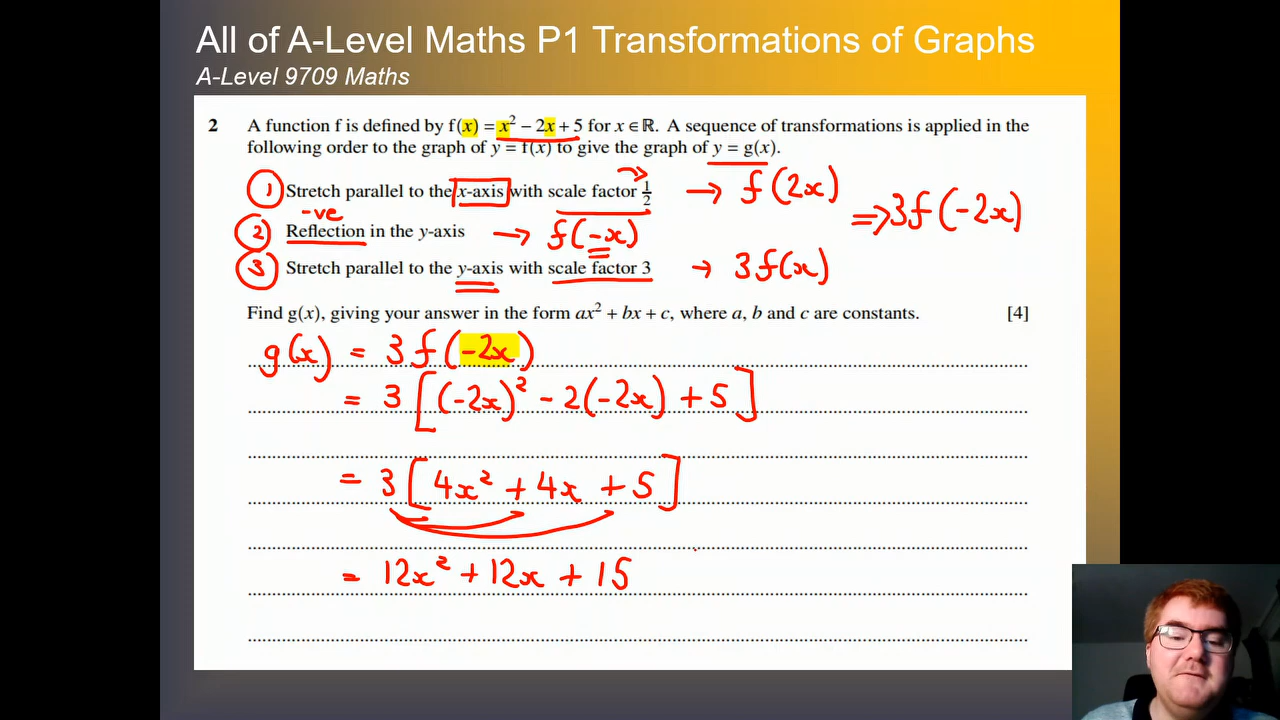 All of A-Level Maths P1 Transformations of Graphs
A-Level 9709 Maths
2 A function f is defined by f(x) = x² − 2x + 5 for x ∈ ℝ. A sequence of transformations is applied in the
following order to the graph of y = f(x) to give the graph of y = g(x).
① Stretch parallel to the x-axis with scale factor 1/2 → f(2x)
⇒ 3f(-2x)
-ve
② Reflection in the y-axis → f(-x)
③ Stretch parallel to the y-axis with scale factor 3 → 3f(x)
Find g(x), giving your answer in the form ax² + bx + c, where a, b and c are constants. [4]
g(x) = 3f(-2x)
= 3[(-2x)² - 2(-2x) + 5]
= 3[4x² + 4x + 5]
= 12x² + 12x + 15